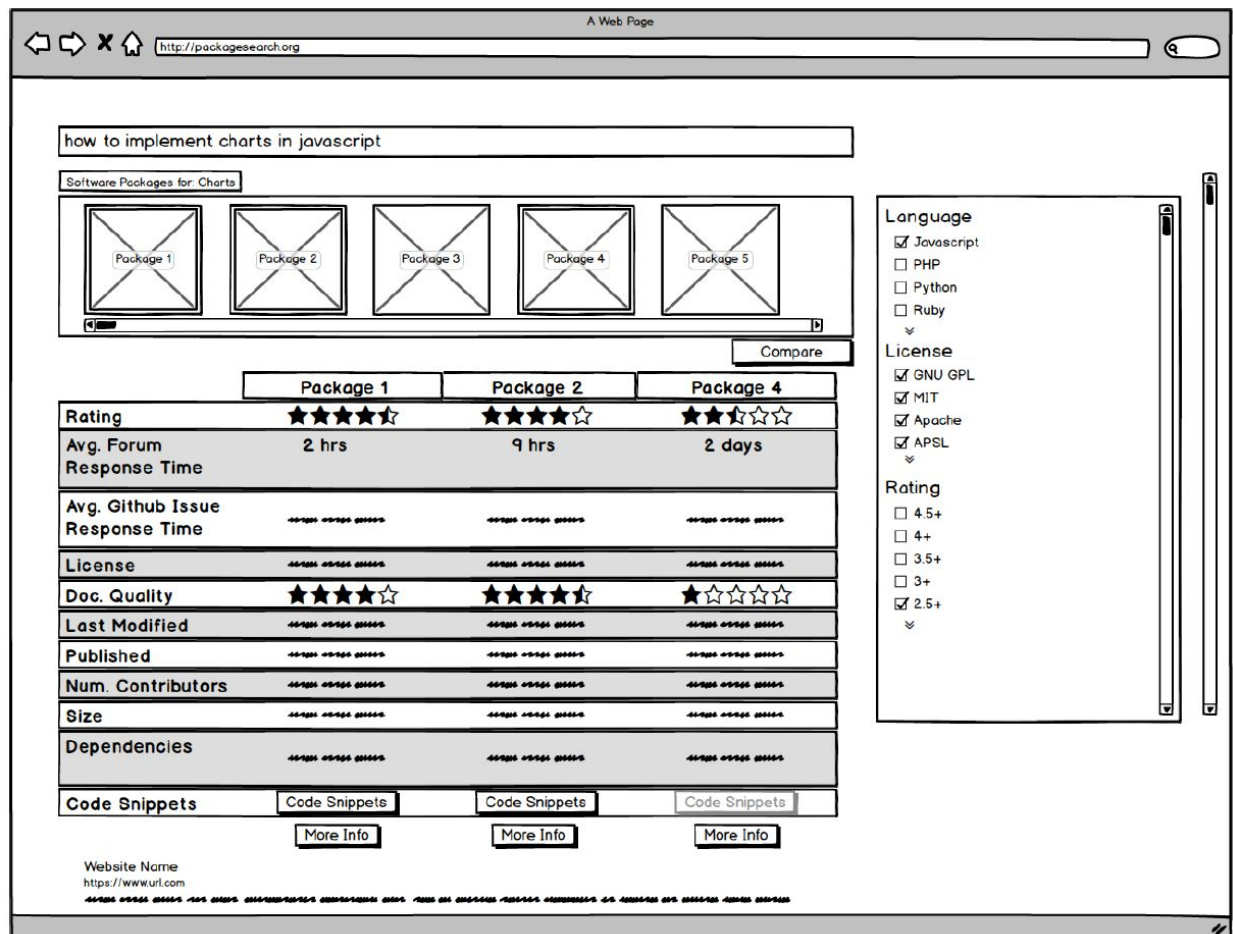 A Web Page
http://packagesearch.org
how to implement charts in javascript
Software Packages for: Charts
Package 1
Package 2
Package 3
Package 4
Package 5
Compare
Package 1 Package 2 Package 4
Rating
Avg. Forum 2 hrs 9 hrs 2 days
Response Time
Avg. Github Issue
Response Time
License
Doc. Quality
Last Modified
Published
Num. Contributors
Size
Dependencies
Code Snippets Code Snippets Code Snippets Code Snippets
More Info More Info More Info
Website Name
https://www.url.com
Language
Javascript
PHP
Python
Ruby
License
GNU GPL
MIT
Apache
APSL
Rating
4.5+
4+
3.5+
3+
2.5+